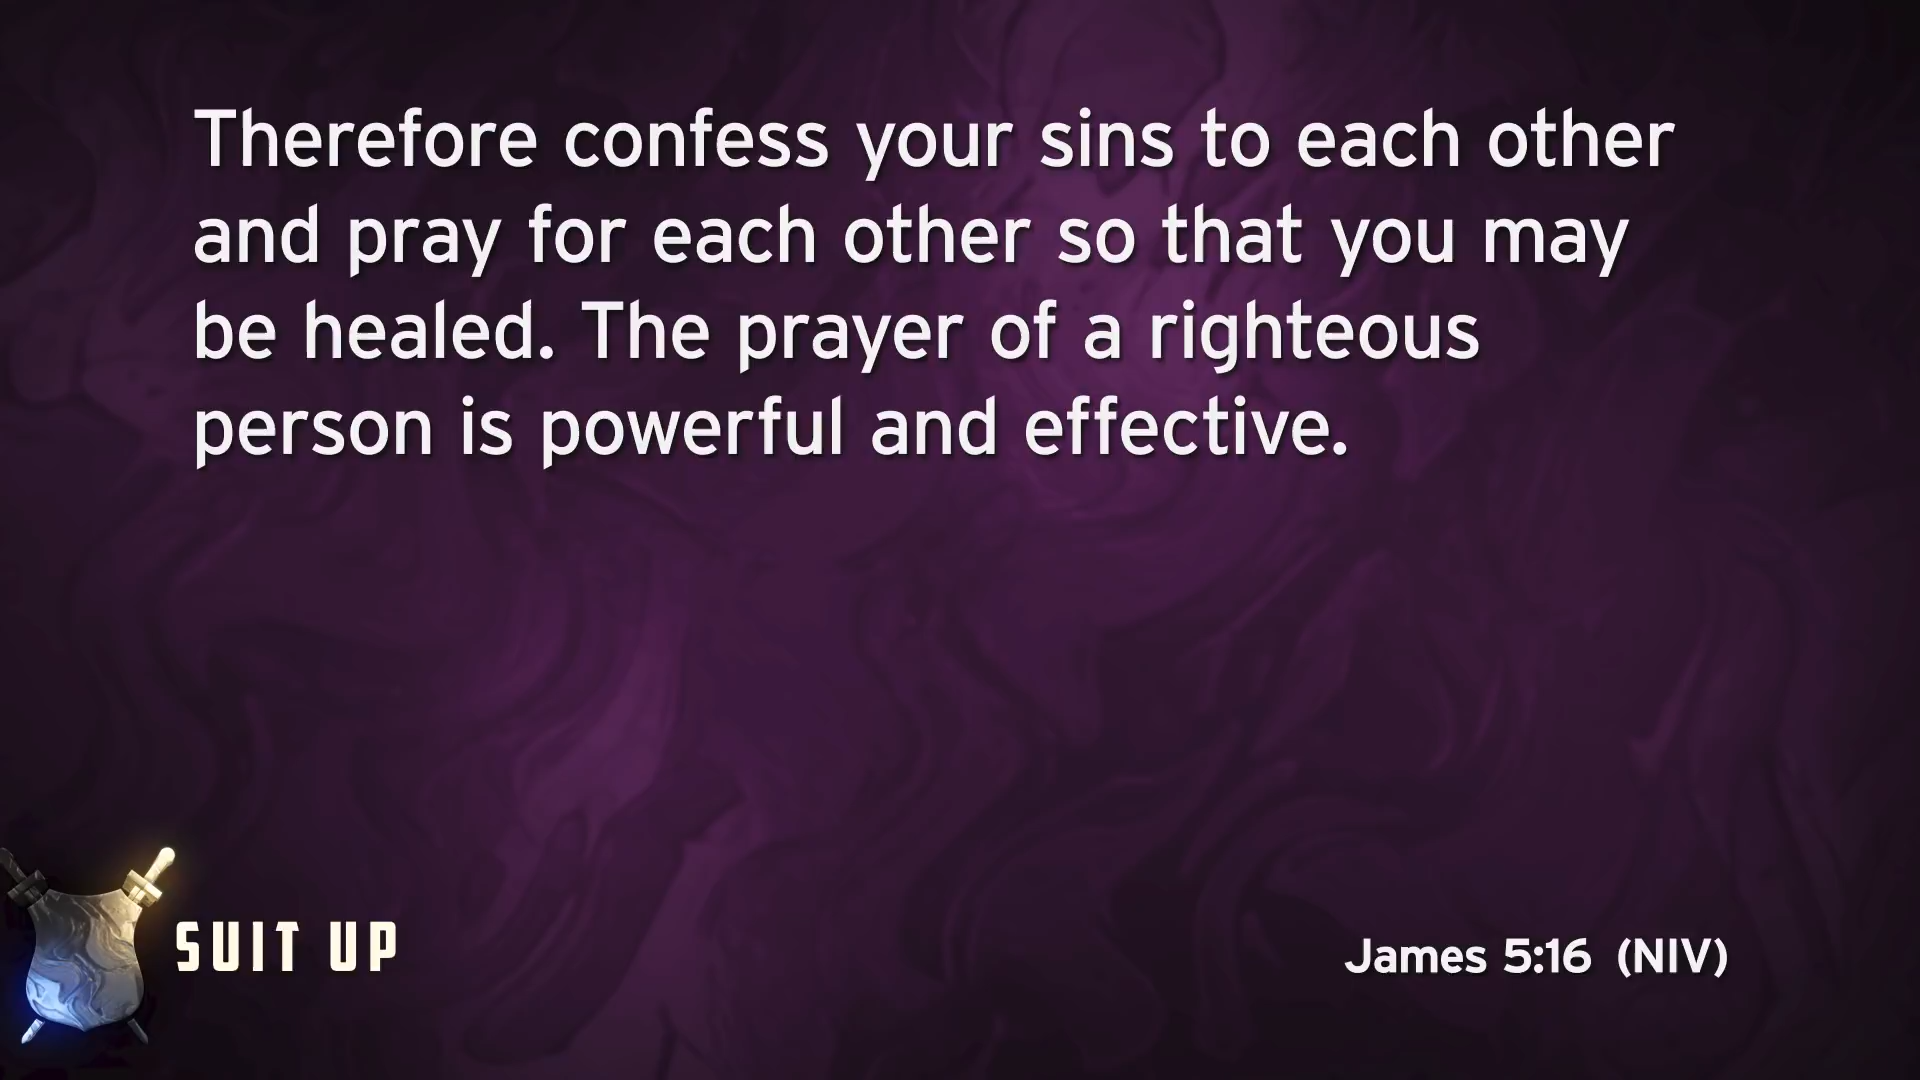 Therefore confess your sins to each other
and pray for each other so that you may
be healed. The prayer of a righteous
person is powerful and effective.
SUIT UP
James 5:16 (NIV)